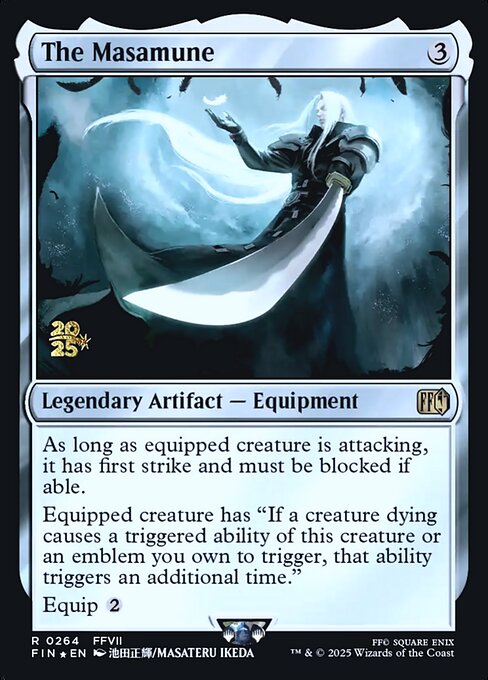 The Masamune 3
20
25
Legendary Artifact — Equipment
FF
As long as equipped creature is attacking,
it has first strike and must be blocked if
able.
Equipped creature has “If a creature dying
causes a triggered ability of this creature or
an emblem you own to trigger, that ability
triggers an additional time.”
Equip 2
R 0264 FFVII
FIN★EN 池田正輝/MASATERU IKEDA
FF© SQUARE ENIX
™ & © 2025 Wizards of the Coast